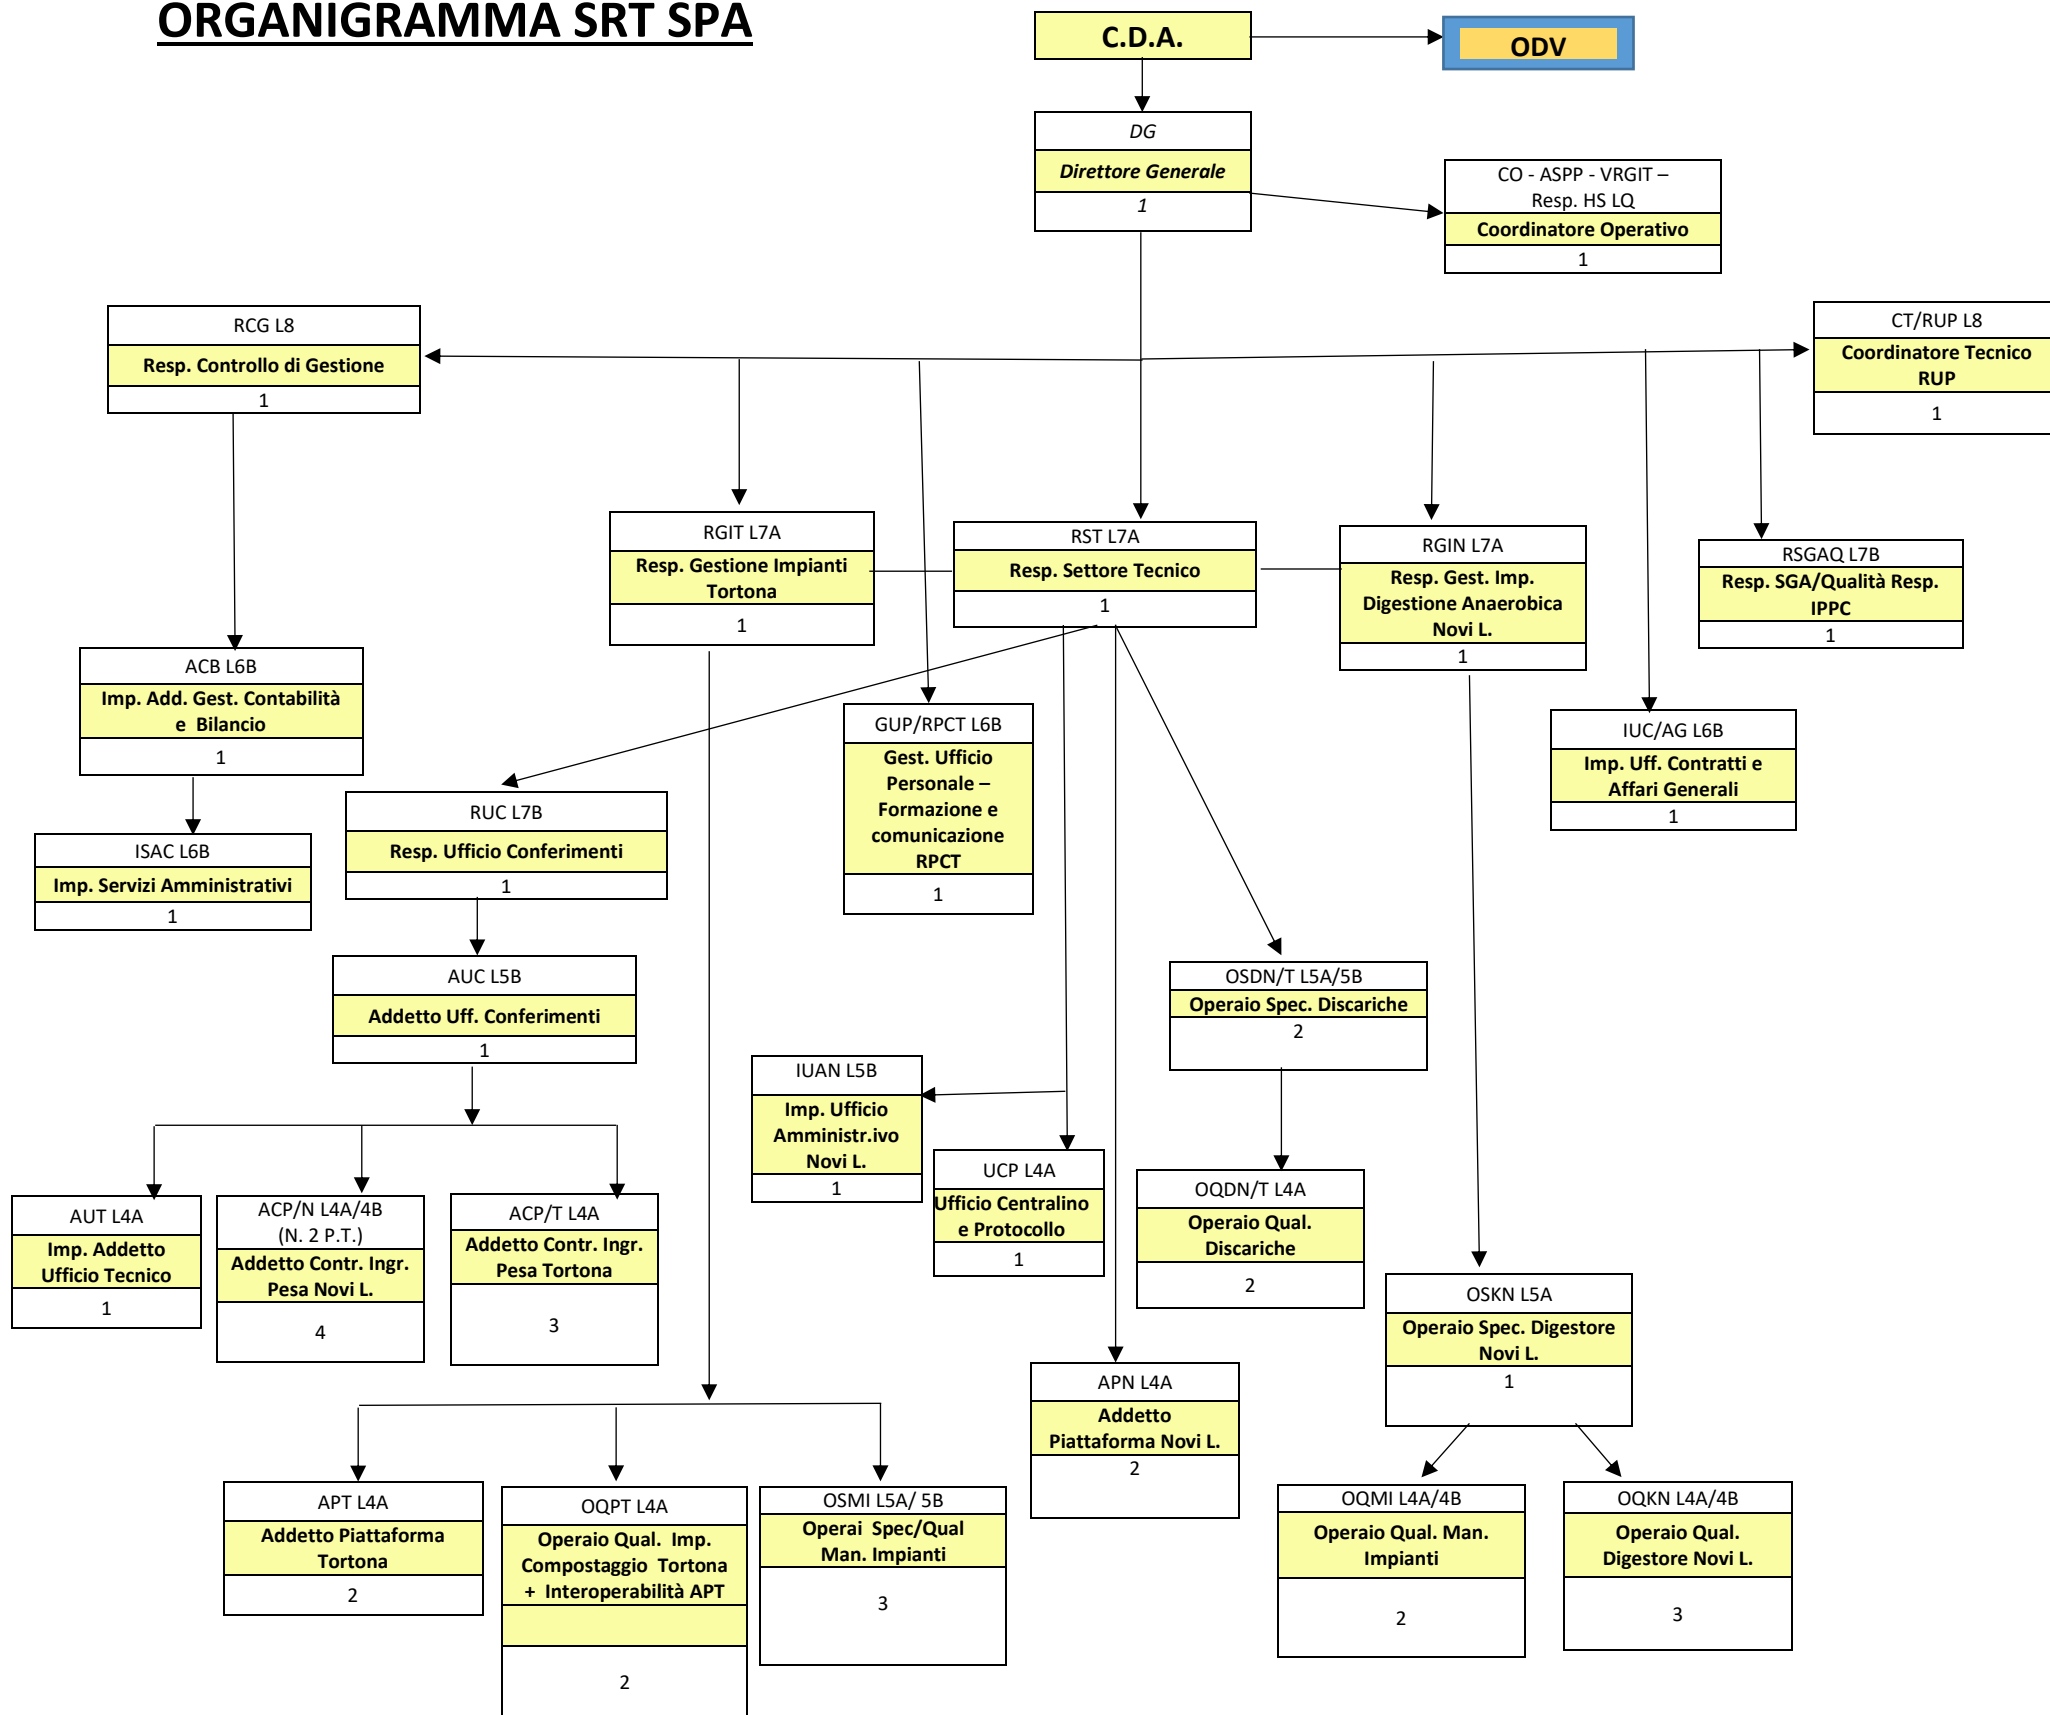 ORGANIGRAMMA SRT SPA
C.D.A.
ODV
DG
Direttore Generale
1
CO - ASPP - VRGIT –
Resp. HS LQ
Coordinatore Operativo
1
RCG L8
Resp. Controllo di Gestione
1
CT/RUP L8
Coordinatore Tecnico
RUP
1
RGIT L7A
Resp. Gestione Impianti
Tortona
1
RST L7A
Resp. Settore Tecnico
1
RGIN L7A
Resp. Gest. Imp.
Digestione Anaerobica
Novi L.
1
RSGAQ L7B
Resp. SGA/Qualità Resp.
IPPC
1
ACB L6B
Imp. Add. Gest. Contabilità
e Bilancio
1
GUP/RPCT L6B
Gest. Ufficio
Personale –
Formazione e
comunicazione
RPCT
1
IUC/AG L6B
Imp. Uff. Contratti e
Affari Generali
1
ISAC L6B
Imp. Servizi Amministrativi
1
RUC L7B
Resp. Ufficio Conferimenti
1
AUC L5B
Addetto Uff. Conferimenti
1
OSDN/T L5A/5B
Operaio Spec. Discariche
2
IUAN L5B
Imp. Ufficio
Amministr.ivo
Novi L.
1
UCP L4A
Ufficio Centralino
e Protocollo
1
OQDN/T L4A
Operaio Qual.
Discariche
2
AUT L4A
Imp. Addetto
Ufficio Tecnico
1
ACP/N L4A/4B
(N. 2 P.T.)
Addetto Contr. Ingr.
Pesa Novi L.
4
ACP/T L4A
Addetto Contr. Ingr.
Pesa Tortona
3
OSKN L5A
Operaio Spec. Digestore
Novi L.
1
APN L4A
Addetto
Piattaforma Novi L.
2
APT L4A
Addetto Piattaforma
Tortona
2
OQPT L4A
Operaio Qual. Imp.
Compostaggio Tortona
+ Interoperabilità APT
2
OSMI L5A/ 5B
Operai Spec/Qual
Man. Impianti
3
OQMI L4A/4B
Operaio Qual. Man.
Impianti
2
OQKN L4A/4B
Operaio Qual.
Digestore Novi L.
3